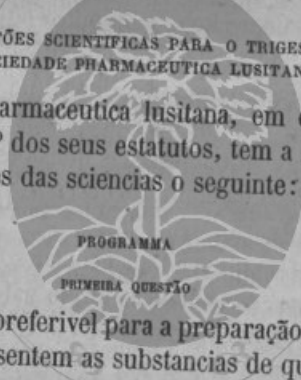 ÕES SCIENTIFICAS PARA O TRIGES
CIEDADE PHARMACEUTICA LUSITAN
armaceutica lusitana, em
dos seus estatutos, tem a
s das sciencias o seguinte:
PROGRAMMA
PRIMEIRA QUESTÃO
preferivel para a preparação
sentem as substancias de qu